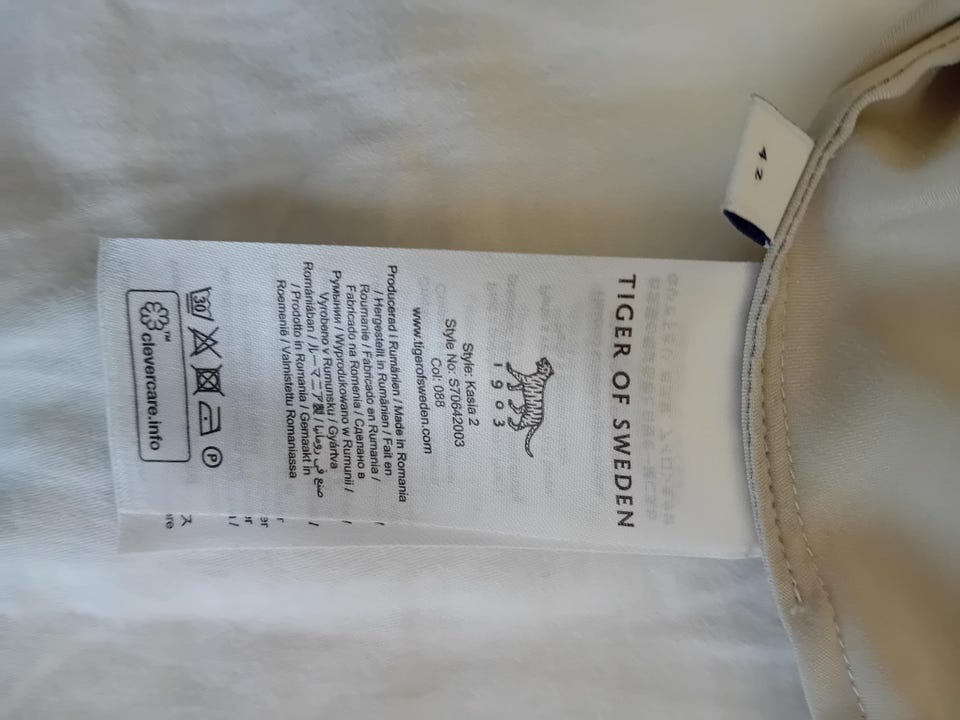 42
TIGER OF SWEDEN
1903
Style: Kasia 2
Style No: S70642003
Col: 088
www.tigerofsweden.com
Producerad i Rumänien / Made in Romania
/ Hergestellt in Rumänien / Fait en
Roumanie / Fabricado en Rumania /
Fabricado na Romenia / Сделано в
Румынии / Wyprodukowano w Rumunii /
Vyrobeno v Rumunsku / Gyártva
Romániában / ルーマニア製 / صنع في رومانيا
/ Prodotto in Romania / Gemaakt in
Roemenië / Valmistettu Romaniassa
30 P
™
clevercare.info